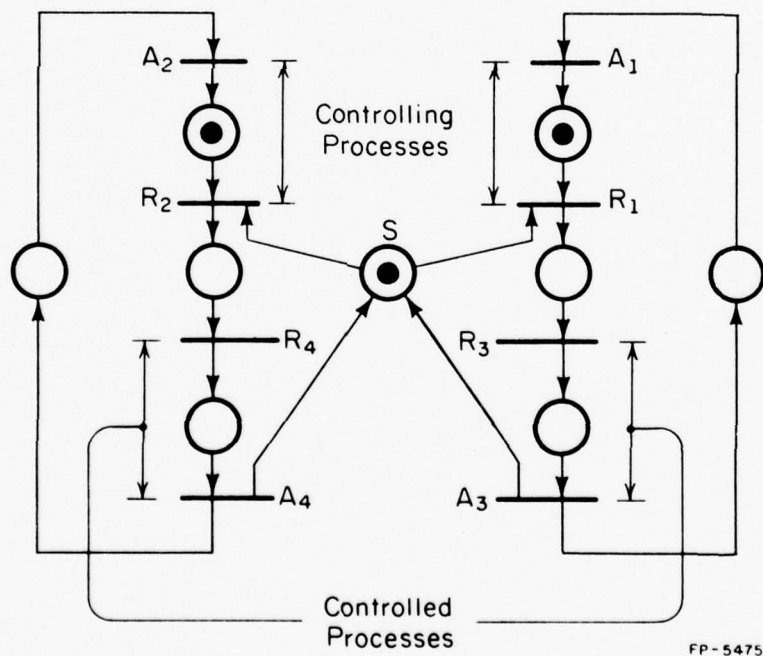 A2
A1
Controlling
Processes
R2
R1
S
R4
R3
A4
A3
Controlled
Processes
FP-5475